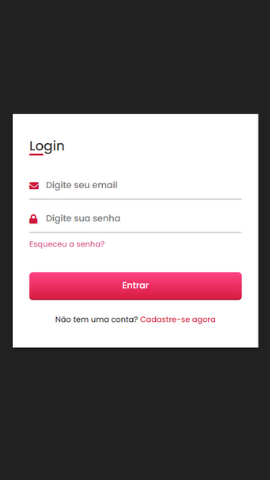 Login
Digite seu email
Digite sua senha
Esqueceu a senha?
Entrar
Não tem uma conta? Cadastre-se agora